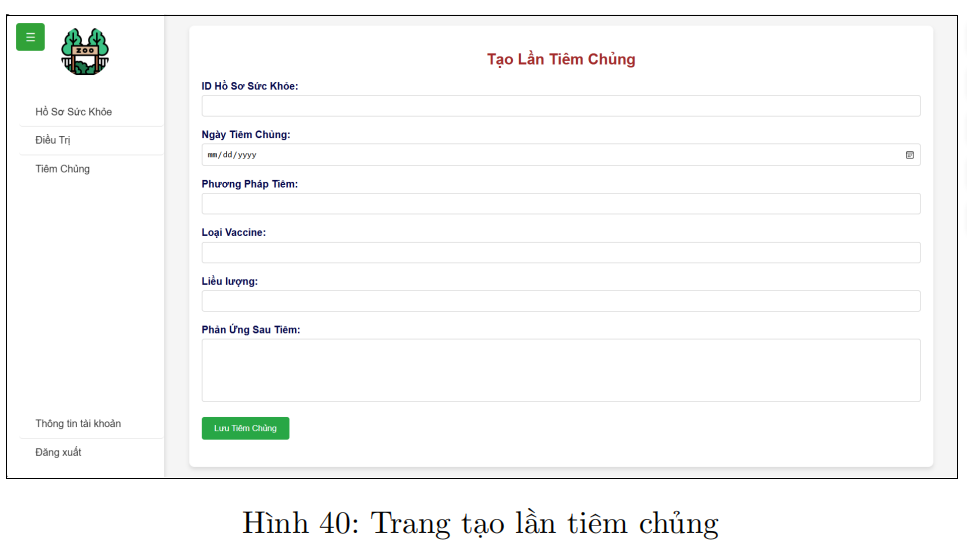 ☰
ZOO
Hồ Sơ Sức Khỏe
Điều Trị
Tiêm Chủng
Thông tin tài khoản
Đăng xuất
Tạo Lần Tiêm Chủng
ID Hồ Sơ Sức Khỏe:
Ngày Tiêm Chủng:
mm/dd/yyyy
Phương Pháp Tiêm:
Loại Vaccine:
Liều lượng:
Phản Ứng Sau Tiêm:
Lưu Tiêm Chủng
Hình 40: Trang tạo lần tiêm chủng